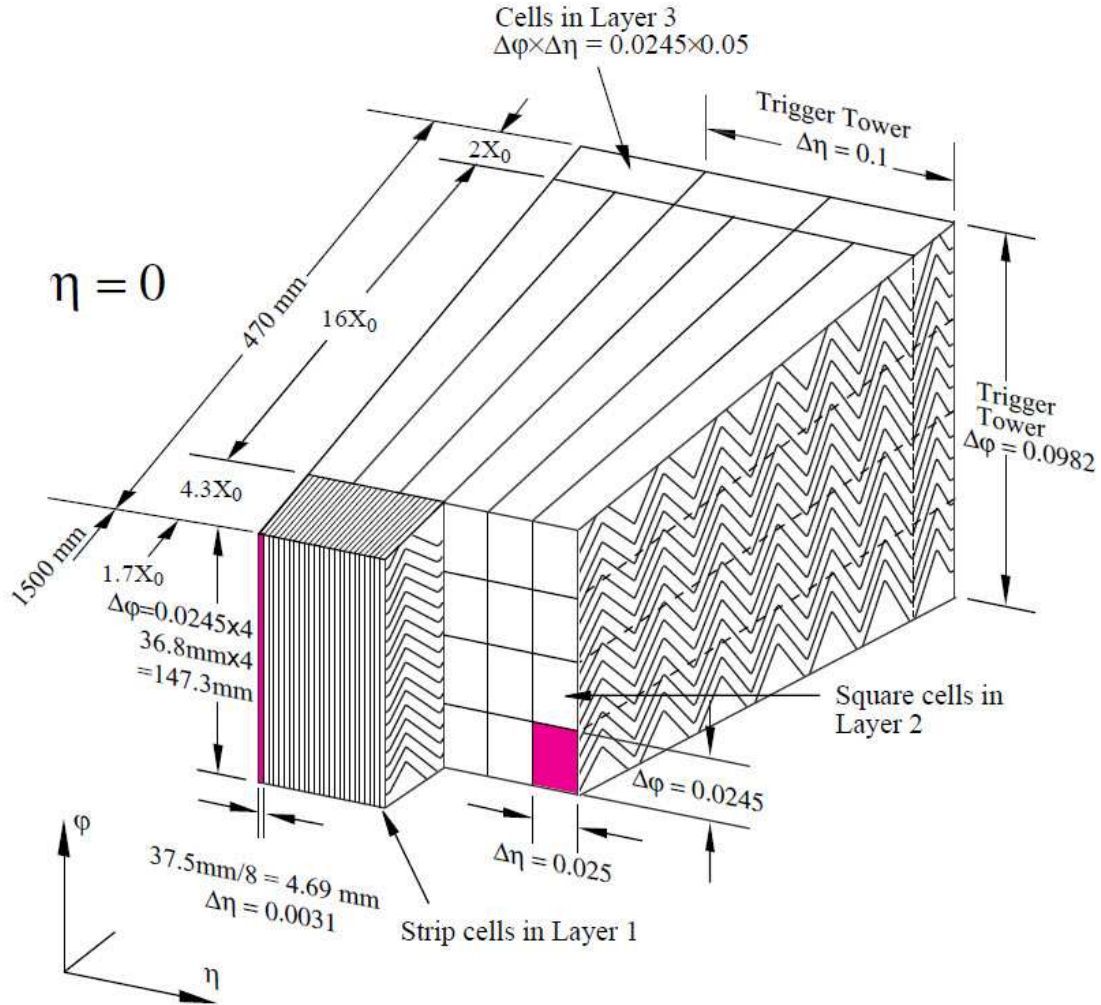 Cells in Layer 3
Δφ×Δη = 0.0245×0.05
Trigger Tower
Δη = 0.1
2X₀
η = 0
470 mm
16X₀
Trigger
Tower
Δφ = 0.0982
4.3X₀
1500 mm
1.7X₀
Δφ=0.0245x4
36.8mmx4
=147.3mm
Square cells in
Layer 2
Δφ = 0.0245
Δη = 0.025
φ
37.5mm/8 = 4.69 mm
Δη = 0.0031
Strip cells in Layer 1
η